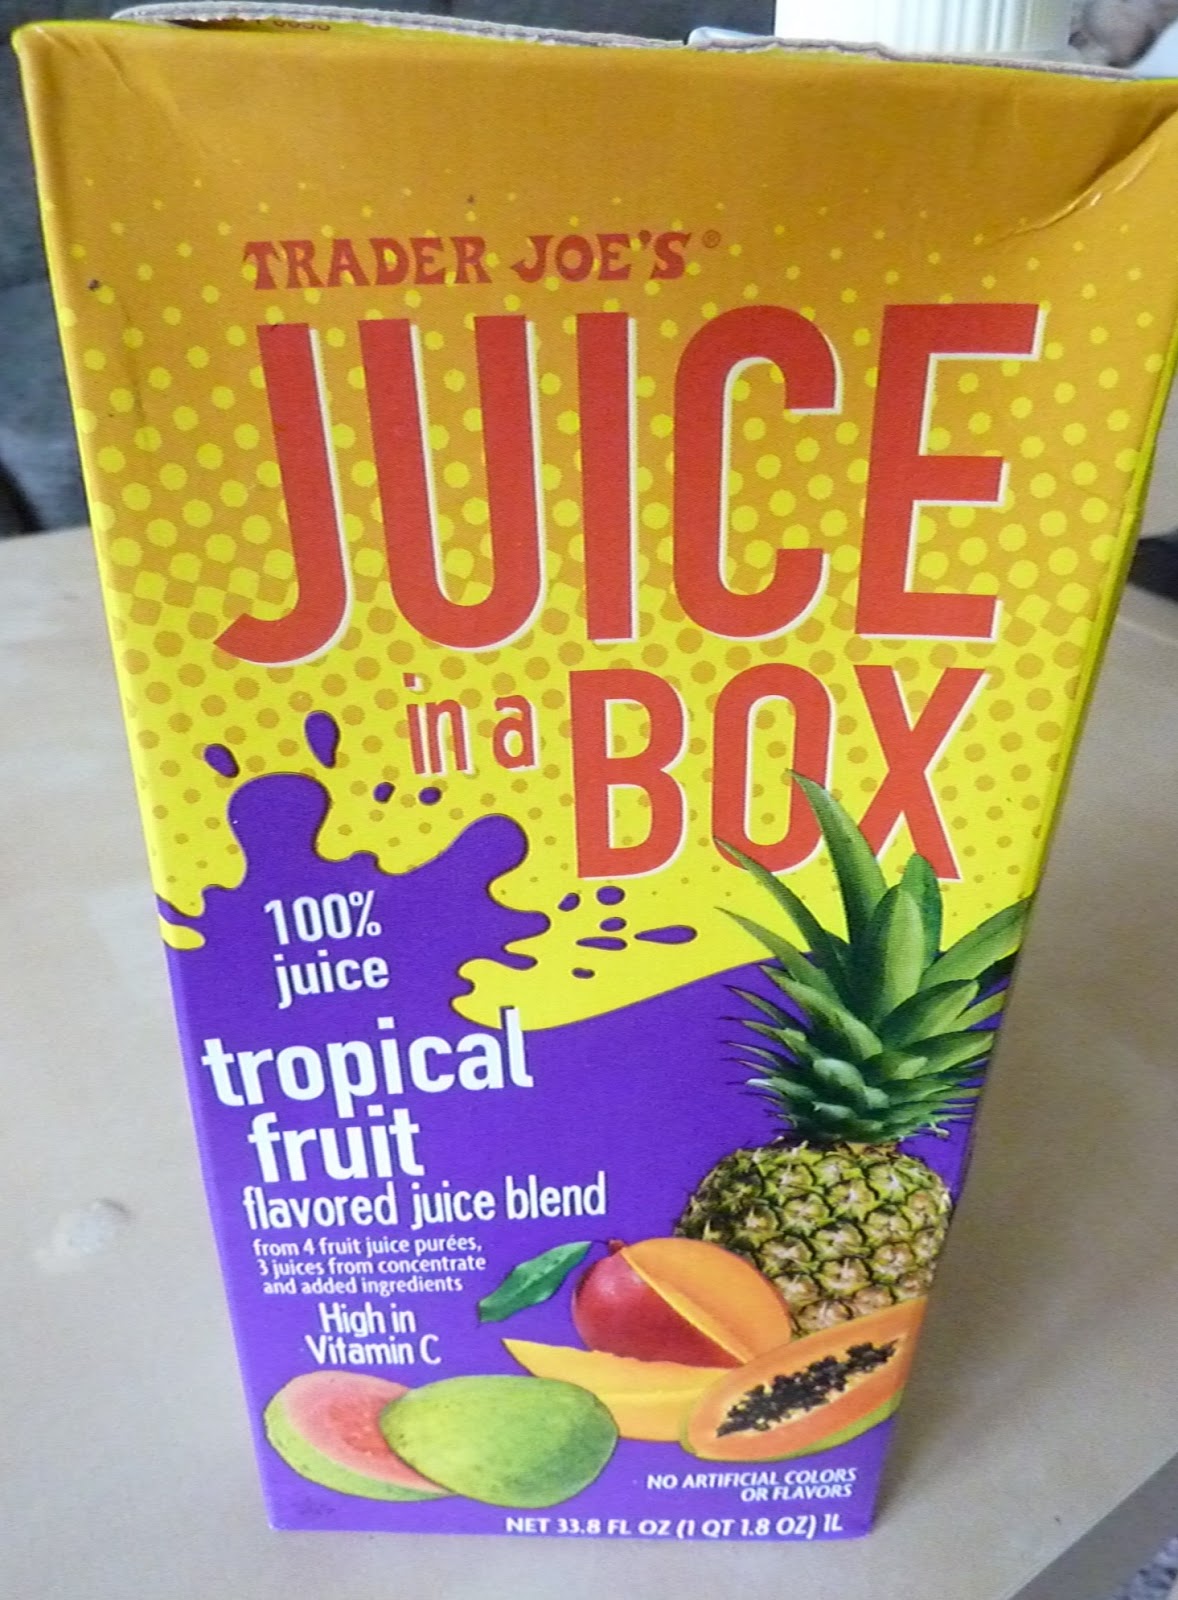 TRADER JOE'S®
JUICE
in a BOX
100%
juice
tropical
fruit
flavored juice blend
from 4 fruit juice purées,
3 juices from concentrate
and added ingredients
High in
Vitamin C
NO ARTIFICIAL COLORS
OR FLAVORS
NET 33.8 FL OZ (1 QT 1.8 OZ) 1L